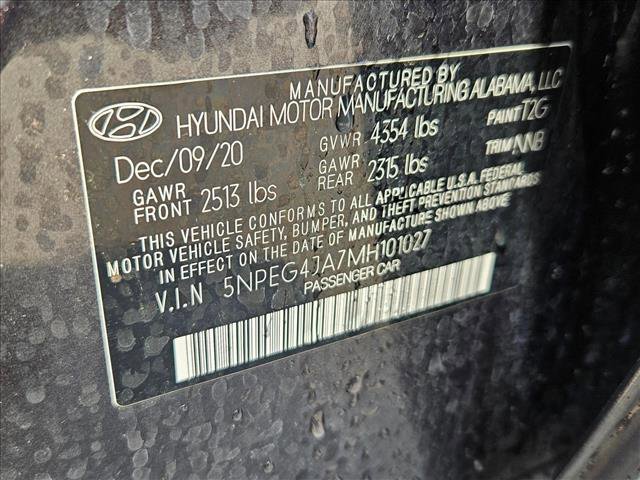 MANUFACTURED BY
HYUNDAI MOTOR MANUFACTURING ALABAMA, LLC
Dec/09/20 GVWR 4354 lbs PAINT T2G
GAWR FRONT 2513 lbs GAWR REAR 2315 lbs TRIM NNB
THIS VEHICLE CONFORMS TO ALL APPLICABLE U.S.A. FEDERAL
MOTOR VEHICLE SAFETY, BUMPER, AND THEFT PREVENTION STANDARDS
IN EFFECT ON THE DATE OF MANUFACTURE SHOWN ABOVE.
V.I.N 5NPEG4JA7MH101027
PASSENGER CAR